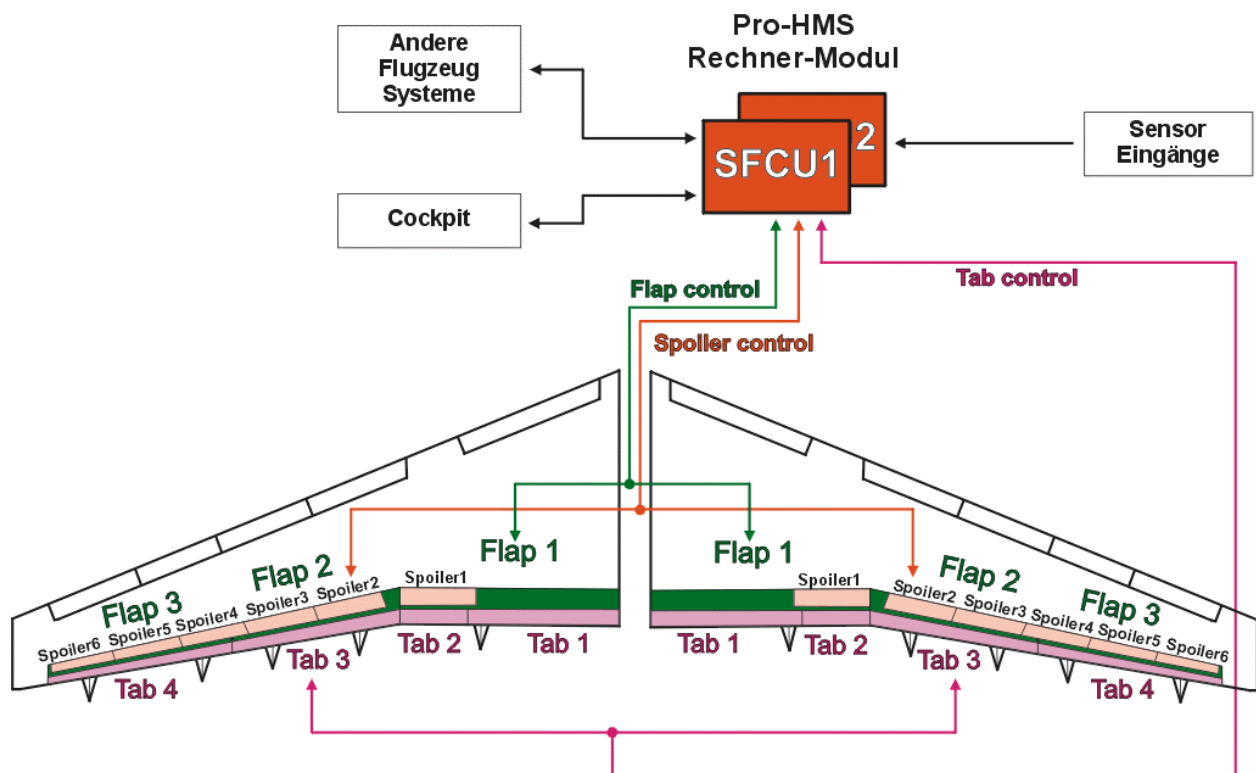 Pro-HMS
Rechner-Modul
Andere
Flugzeug
Systeme
2
SFCU1
Sensor
Eingänge
Cockpit
Tab control
Flap control
Spoiler control
Flap 1
Flap 1
Flap 2
Flap 2
Flap 3
Flap 3
Spoiler6
Spoiler5
Spoiler4
Spoiler3
Spoiler2
Spoiler1
Spoiler1
Spoiler2
Spoiler3
Spoiler4
Spoiler5
Spoiler6
Tab 4
Tab 3
Tab 2
Tab 1
Tab 1
Tab 2
Tab 3
Tab 4